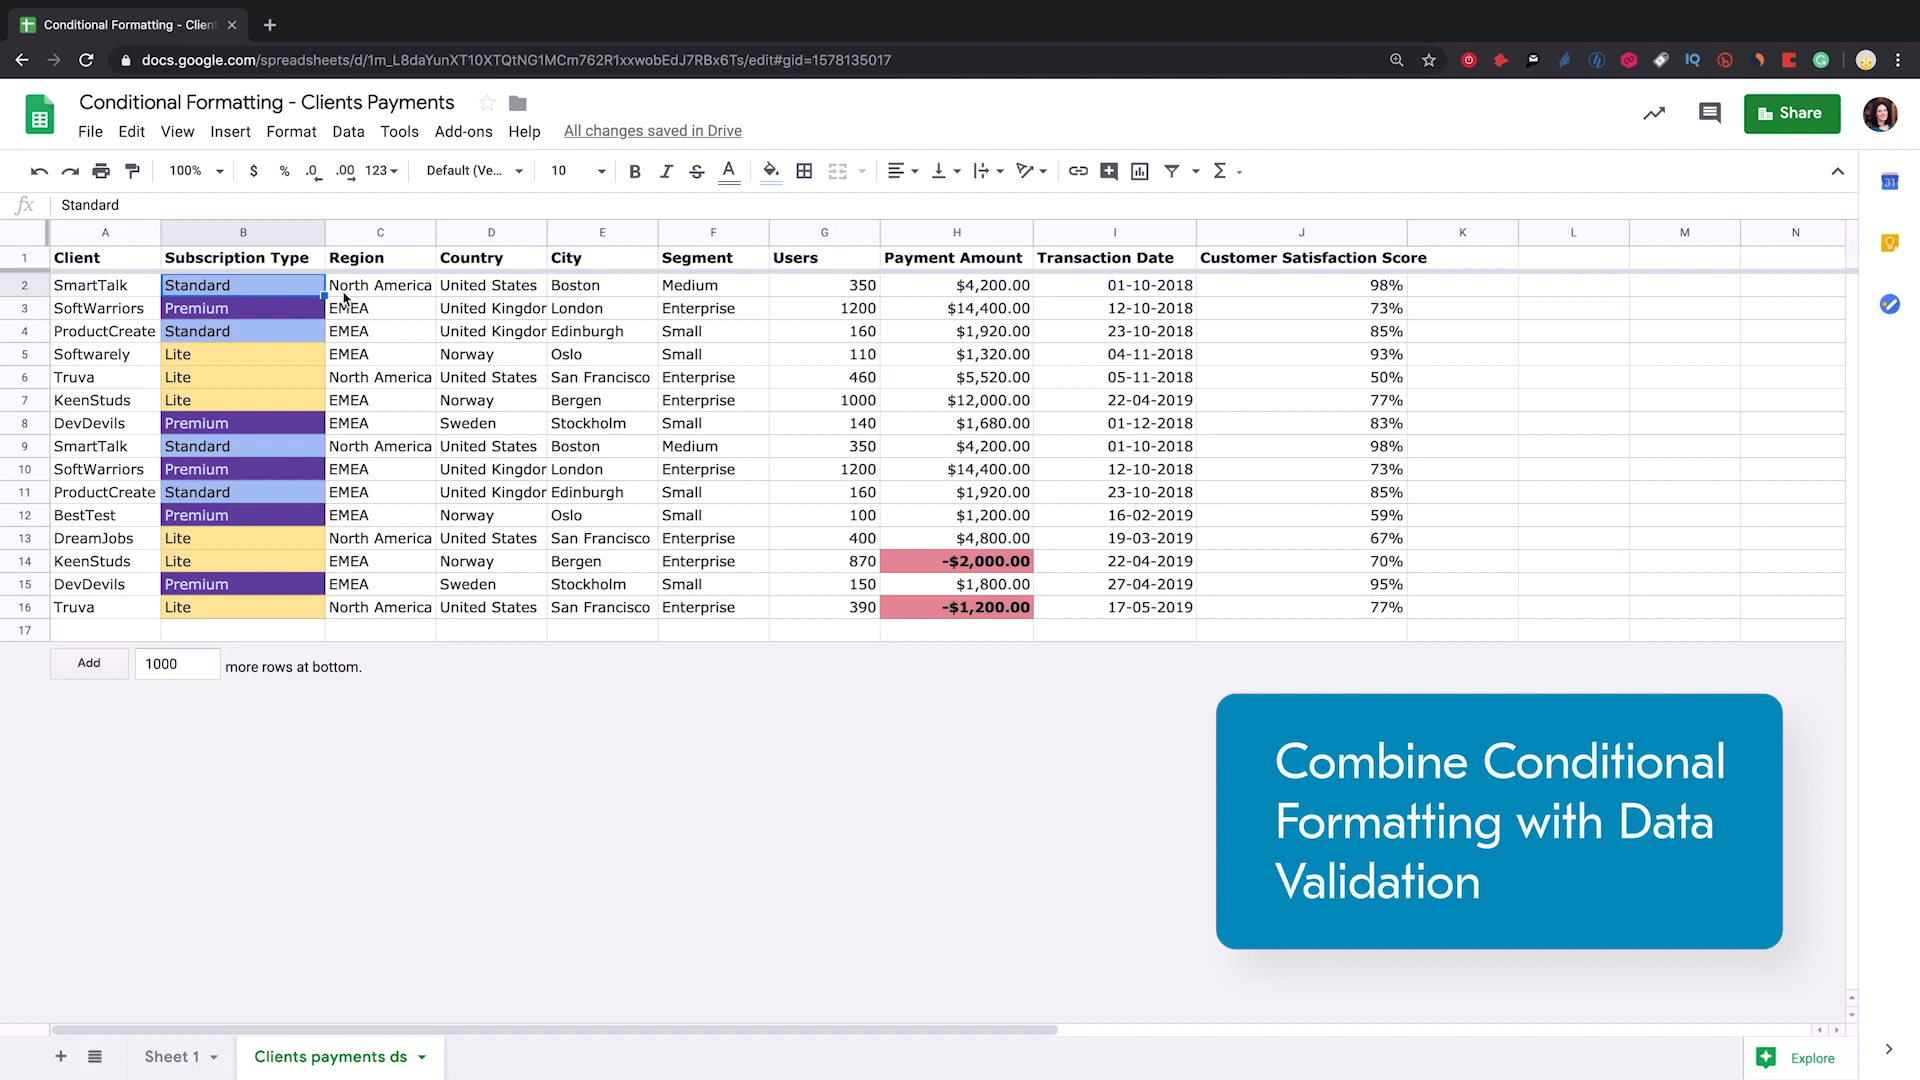 Conditional Formatting - Clien
docs.google.com/spreadsheets/d/1m_L8daYunXT10XTQtNG1MCm762R1xxwobEdJ7RBx6Ts/edit#gid=1578135017
IQ
Conditional Formatting - Clients Payments
File Edit View Insert Format Data Tools Add-ons Help All changes saved in Drive
Share
100% $ % .0 .00 123 Default (Ve... 10 B I S A Σ
31
fx Standard
A B C D E F G H I J K L M N
1 Client Subscription Type Region Country City Segment Users Payment Amount Transaction Date Customer Satisfaction Score
2 SmartTalk Standard North America United States Boston Medium 350 $4,200.00 01-10-2018 98%
3 SoftWarriors Premium EMEA United Kingdor London Enterprise 1200 $14,400.00 12-10-2018 73%
4 ProductCreate Standard EMEA United Kingdor Edinburgh Small 160 $1,920.00 23-10-2018 85%
5 Softwarely Lite EMEA Norway Oslo Small 110 $1,320.00 04-11-2018 93%
6 Truva Lite North America United States San Francisco Enterprise 460 $5,520.00 05-11-2018 50%
7 KeenStuds Lite EMEA Norway Bergen Enterprise 1000 $12,000.00 22-04-2019 77%
8 DevDevils Premium EMEA Sweden Stockholm Small 140 $1,680.00 01-12-2018 83%
9 SmartTalk Standard North America United States Boston Medium 350 $4,200.00 01-10-2018 98%
10 SoftWarriors Premium EMEA United Kingdor London Enterprise 1200 $14,400.00 12-10-2018 73%
11 ProductCreate Standard EMEA United Kingdor Edinburgh Small 160 $1,920.00 23-10-2018 85%
12 BestTest Premium EMEA Norway Oslo Small 100 $1,200.00 16-02-2019 59%
13 DreamJobs Lite North America United States San Francisco Enterprise 400 $4,800.00 19-03-2019 67%
14 KeenStuds Lite EMEA Norway Bergen Enterprise 870 -$2,000.00 22-04-2019 70%
15 DevDevils Premium EMEA Sweden Stockholm Small 150 $1,800.00 27-04-2019 95%
16 Truva Lite North America United States San Francisco Enterprise 390 -$1,200.00 17-05-2019 77%
17
Add 1000 more rows at bottom.
Combine Conditional
Formatting with Data
Validation
Sheet 1 Clients payments ds Explore